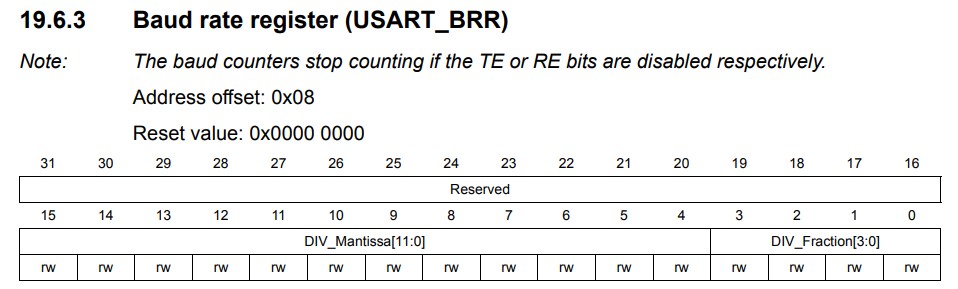 19.6.3 Baud rate register (USART_BRR)
Note: The baud counters stop counting if the TE or RE bits are disabled respectively.
Address offset: 0x08
Reset value: 0x0000 0000
31 30 29 28 27 26 25 24 23 22 21 20 19 18 17 16
Reserved
15 14 13 12 11 10 9 8 7 6 5 4 3 2 1 0
DIV_Mantissa[11:0] DIV_Fraction[3:0]
rw rw rw rw rw rw rw rw rw rw rw rw rw rw rw rw